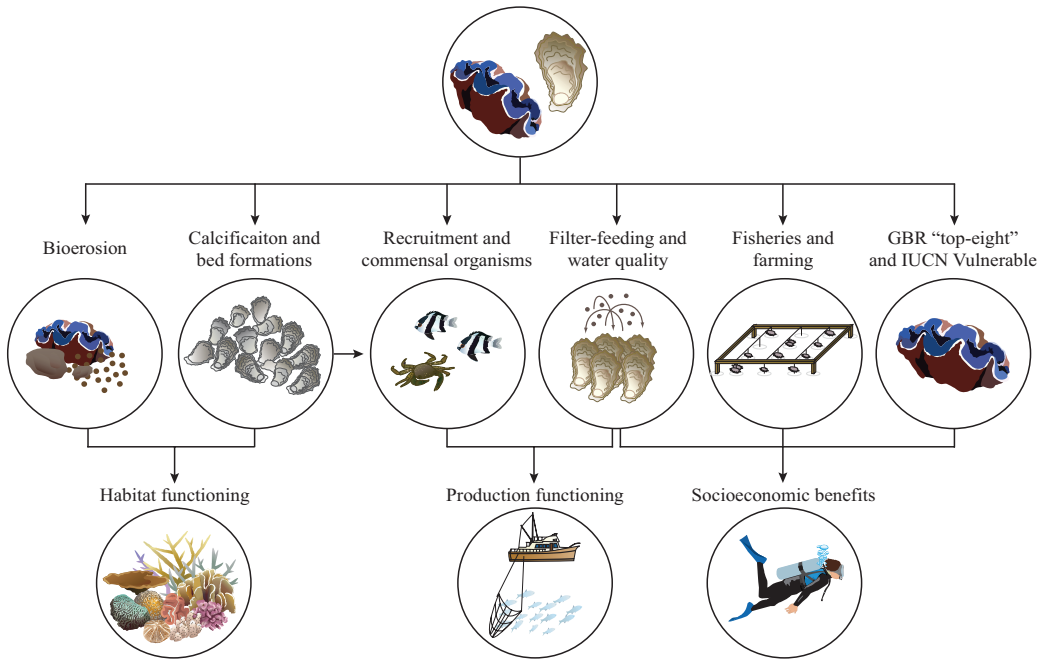 Bioerosion
Calcificaiton and
bed formations
Recruitment and
commensal organisms
Filter-feeding and
water quality
Fisheries and
farming
GBR “top-eight”
and IUCN Vulnerable
Habitat functioning
Production functioning
Socioeconomic benefits